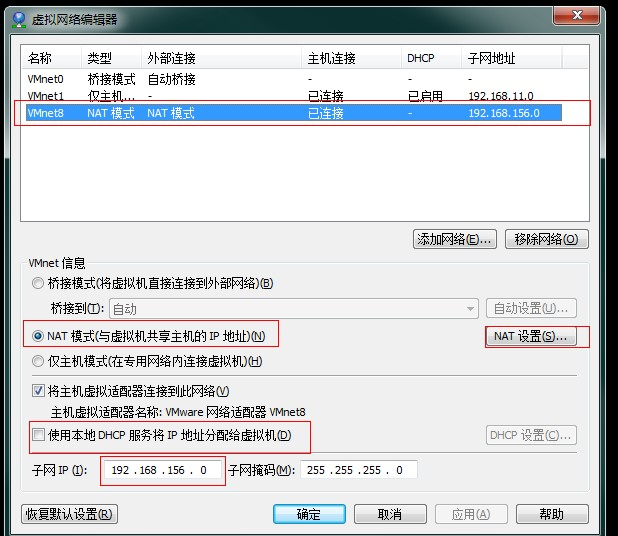 虚拟网络编辑器
名称 类型 外部连接 主机连接 DHCP 子网地址
VMnet0 桥接模式 自动桥接 - - -
VMnet1 仅主机... - 已连接 已启用 192.168.11.0
VMnet8 NAT 模式 NAT 模式 已连接 - 192.168.156.0
添加网络(E)... 移除网络(O)
VMnet 信息
桥接模式(将虚拟机直接连接到外部网络)(B)
桥接到(T): 自动 自动设置(U)...
NAT 模式(与虚拟机共享主机的 IP 地址)(N) NAT 设置(S)...
仅主机模式(在专用网络内连接虚拟机)(H)
将主机虚拟适配器连接到此网络(V)
主机虚拟适配器名称: VMware 网络适配器 VMnet8
使用本地 DHCP 服务将 IP 地址分配给虚拟机(D) DHCP 设置(C)...
子网 IP (I): 192 .168 .156 . 0 子网掩码(M): 255 .255 .255 . 0
恢复默认设置(R) 确定 取消 应用(A) 帮助